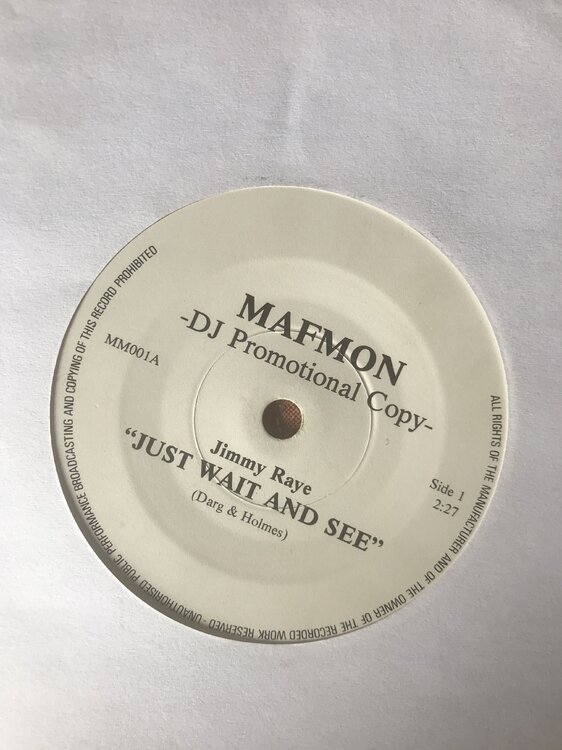 MAFMON
-DJ Promotional Copy-
MM001A
Side 1
2:27
Jimmy Raye
“JUST WAIT AND SEE”
(Darg & Holmes)
ALL RIGHTS OF THE MANUFACTURER AND OF THE OWNER OF THE RECORDED WORK RESERVED - UNAUTHORISED PUBLIC PERFORMANCE BROADCASTING AND COPYING OF THIS RECORD PROHIBITED